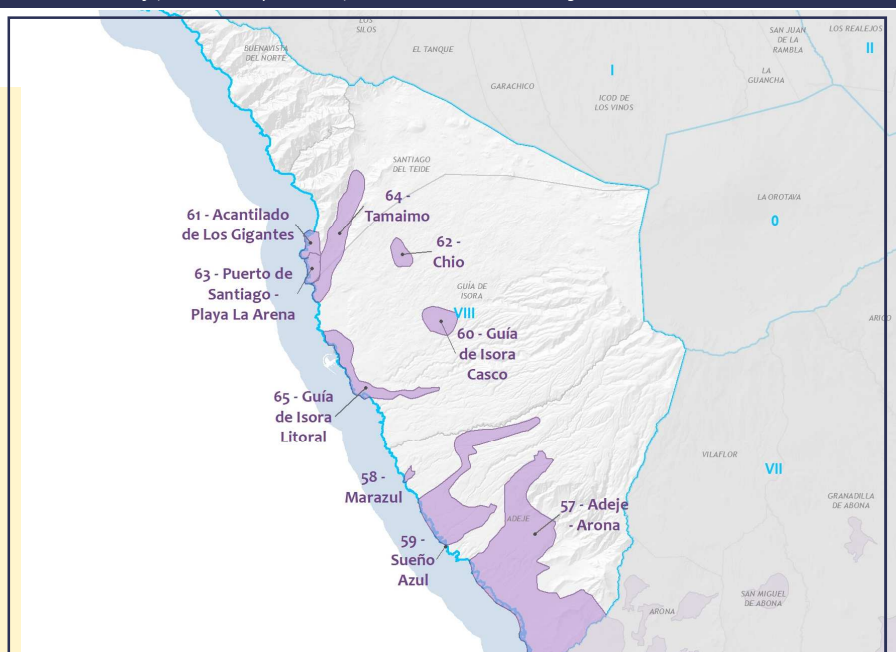 LOS
SILOS
BUENAVISTA
DEL NORTE
EL TANQUE
SAN JUAN
DE LA
RAMBLA
LOS REALEJOS
II
I
LA
GUANCHA
GARACHICO
ICOD DE
LOS VINOS
SANTIAGO
DEL TEIDE
64 -
Tamaimo
LA OROTAVA
0
61 - Acantilado
de Los Gigantes
62 -
Chio
63 - Puerto de
Santiago -
Playa La Arena
GUÍA DE
ISORA
VIII
60 - Guía
de Isora
Casco
65 - Guía
de Isora
Litoral
VILAFLOR
VII
58 -
Marazul
GRANADILLA
DE ABONA
57 - Adeje
- Arona
ADEJE
59 -
Sueño
Azul
SAN MIGUEL
DE ABONA
ARONA